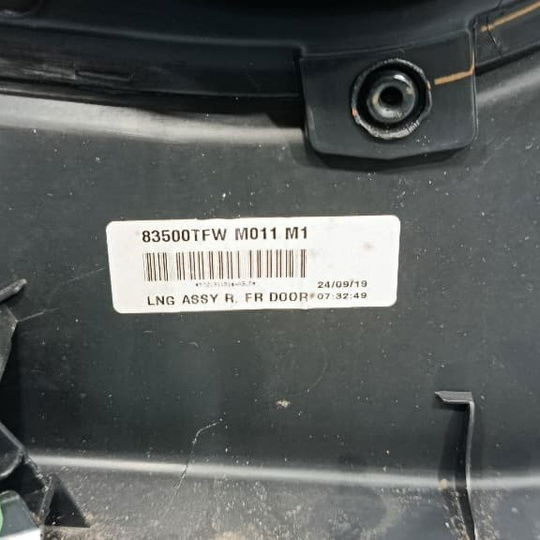 83500TFW M011 M1
24/09/19
LNG ASSY R. FR DOOR*07:32:49